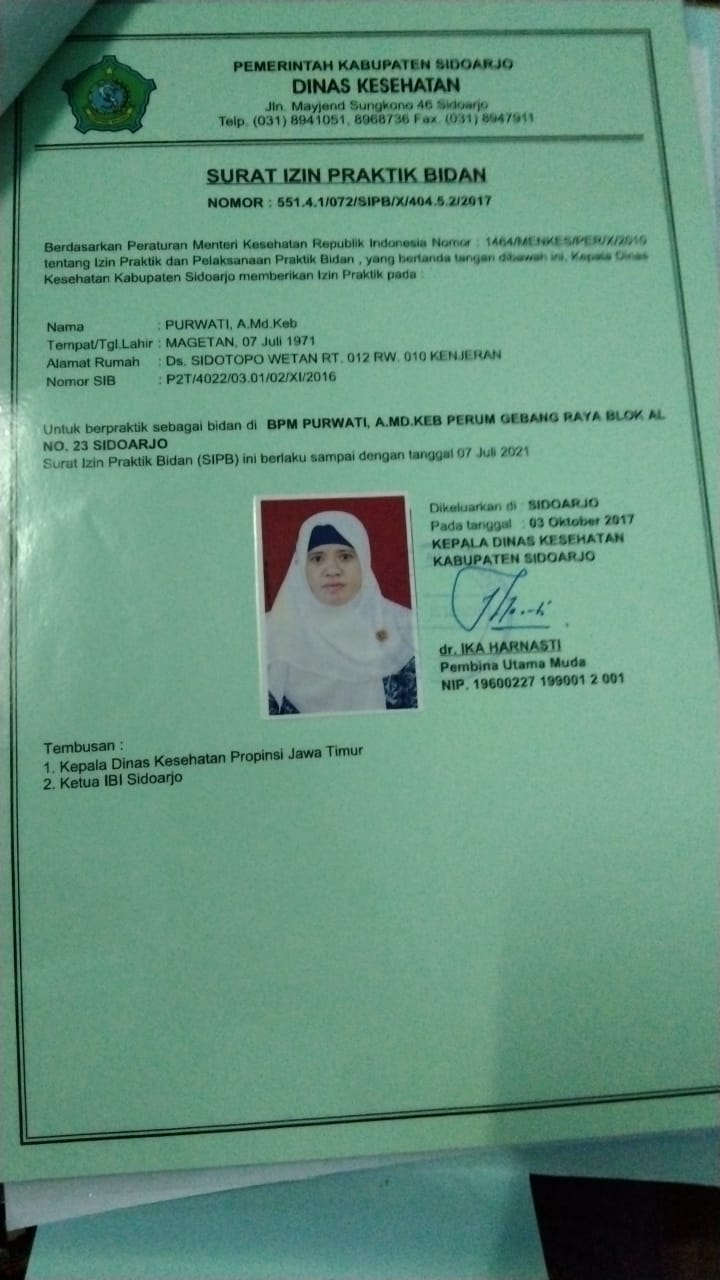 PEMERINTAH KABUPATEN SIDOARJO
DINAS KESEHATAN
Jln. Mayjend Sungkono 46 Sidoarjo
Telp. (031) 8941051, 8968736 Fax. (031) 8947911
SURAT IZIN PRAKTIK BIDAN
NOMOR : 551.4.1/072/SIPB/X/404.5.2/2017
Berdasarkan Peraturan Menteri Kesehatan Republik Indonesia Nomor : 1464/MENKES/PER/X/2010
tentang Izin Praktik dan Pelaksanaan Praktik Bidan , yang bertanda tangan dibawah ini, Kepala Dinas
Kesehatan Kabupaten Sidoarjo memberikan Izin Praktik pada :
Nama : PURWATI, A.Md.Keb
Tempat/Tgl.Lahir : MAGETAN, 07 Juli 1971
Alamat Rumah : Ds. SIDOTOPO WETAN RT. 012 RW. 010 KENJERAN
Nomor SIB : P2T/4022/03.01/02/XI/2016
Untuk berpraktik sebagai bidan di BPM PURWATI, A.MD.KEB PERUM GEBANG RAYA BLOK AL
NO. 23 SIDOARJO
Surat Izin Praktik Bidan (SIPB) ini berlaku sampai dengan tanggal 07 Juli 2021
Dikeluarkan di : SIDOARJO
Pada tanggal : 03 Oktober 2017
KEPALA DINAS KESEHATAN
KABUPATEN SIDOARJO
dr. IKA HARNASTI
Pembina Utama Muda
NIP. 19600227 199001 2 001
Tembusan :
1. Kepala Dinas Kesehatan Propinsi Jawa Timur
2. Ketua IBI Sidoarjo